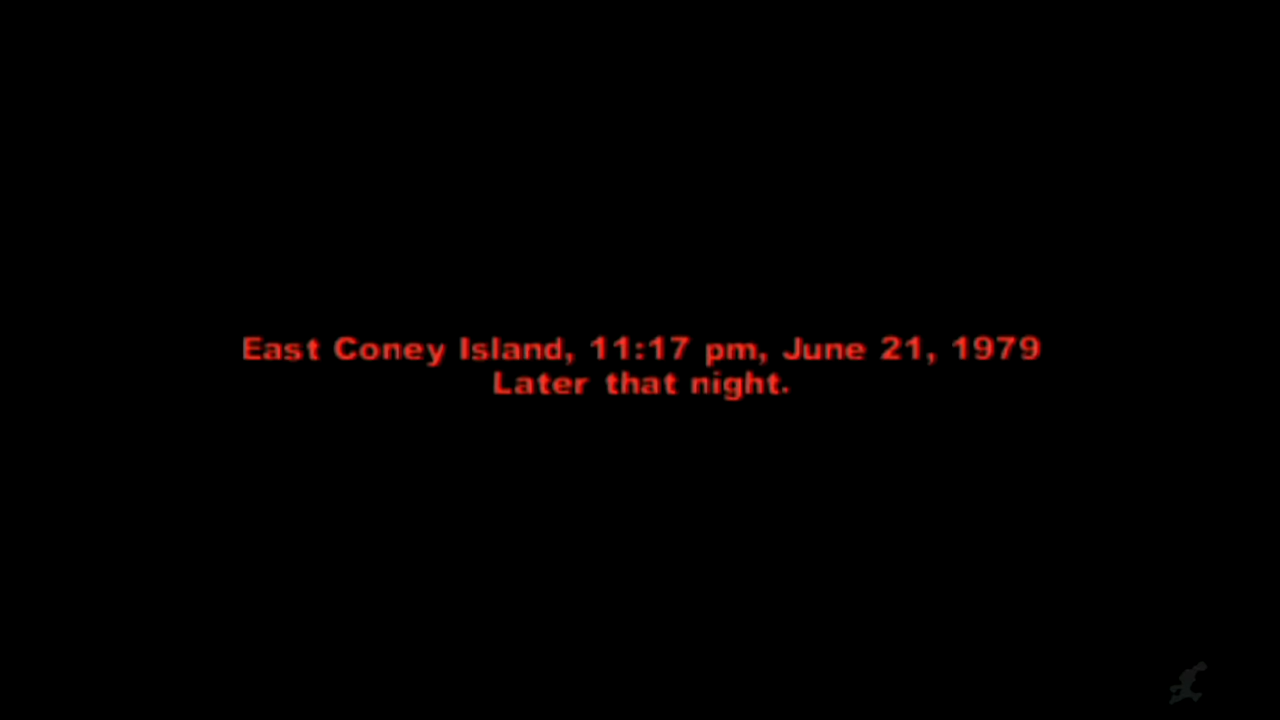 East Coney Island, 11:17 pm, June 21, 1979
Later that night.